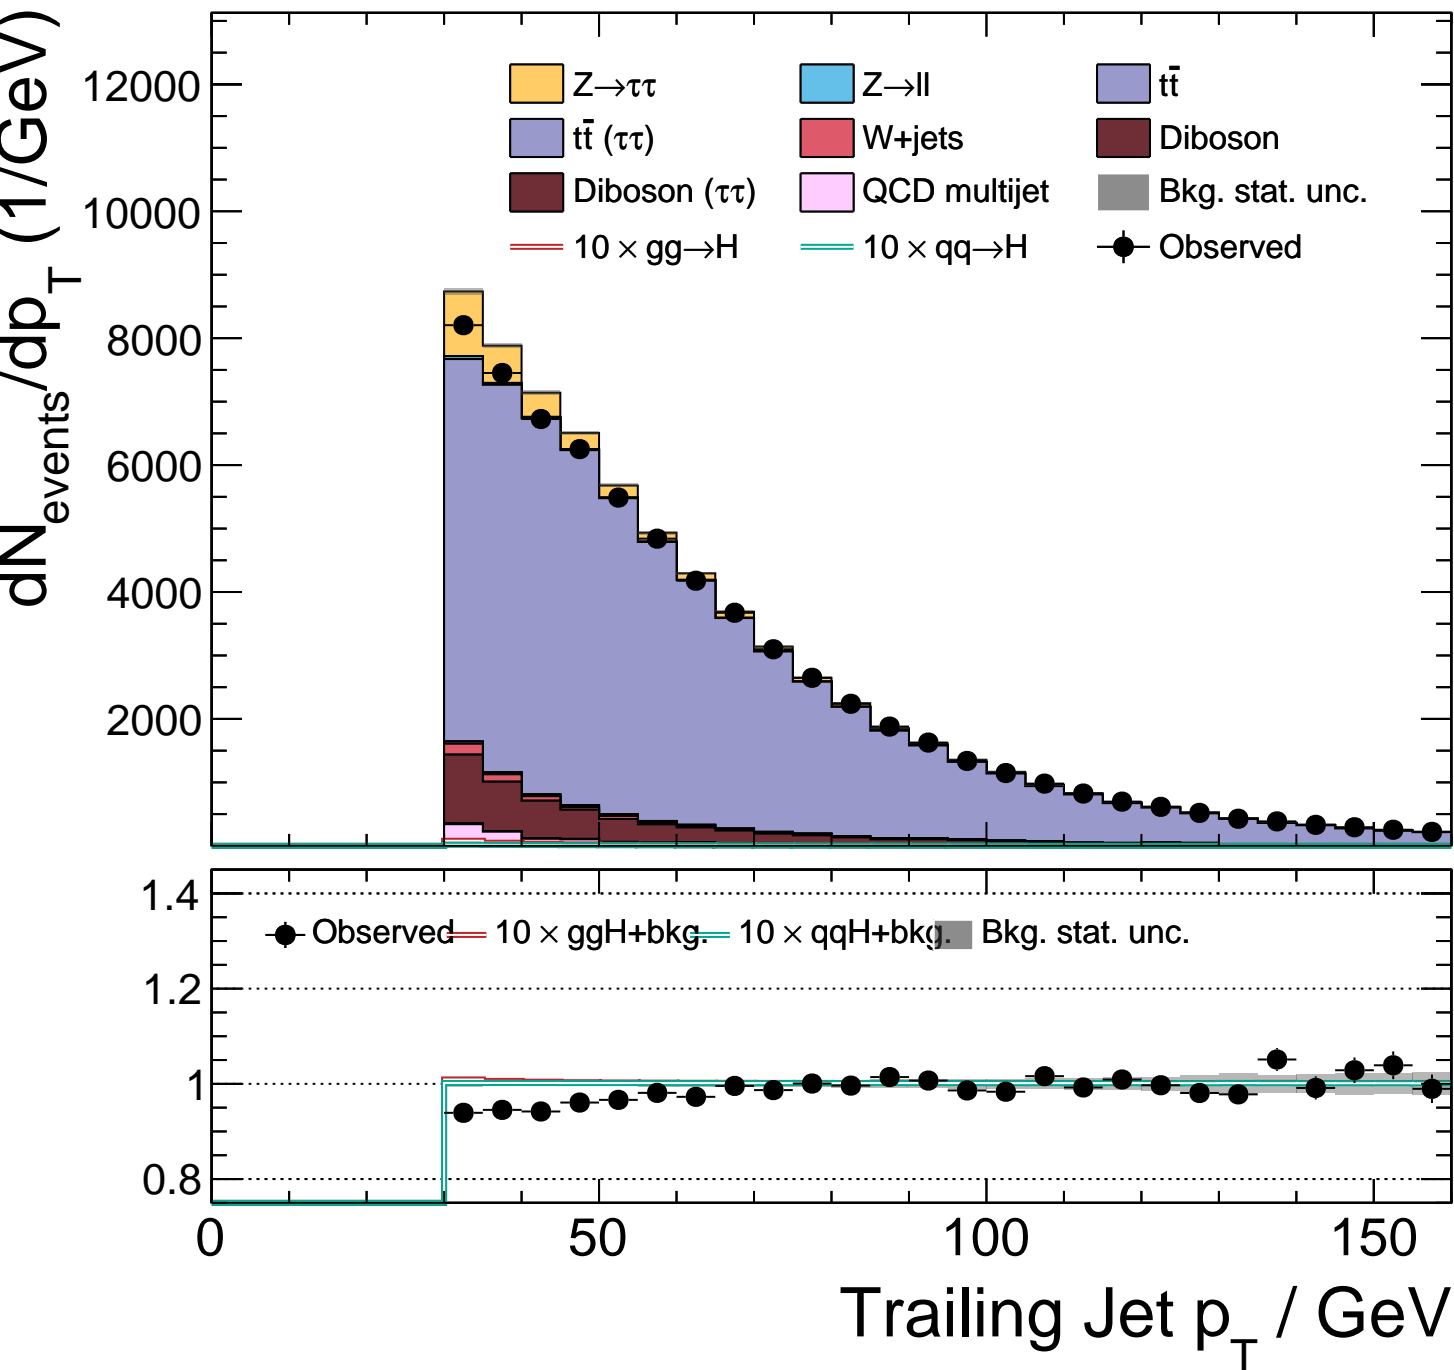 dN_events/dp_T (1/GeV)
12000
10000
8000
6000
4000
2000
Z→ττ Z→ll tt̄
tt̄ (ττ) W+jets Diboson
Diboson (ττ) QCD multijet Bkg. stat. unc.
10 × gg→H 10 × qq→H Observed
1.4
1.2
1
0.8
Observed 10 × ggH+bkg. 10 × qqH+bkg. Bkg. stat. unc.
0 50 100 150
Trailing Jet p_T / GeV